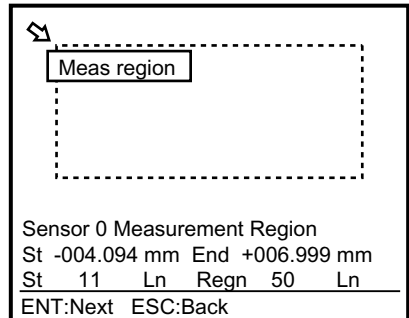 Meas region
Sensor 0 Measurement Region
St -004.094 mm End +006.999 mm
St 11 Ln Regn 50 Ln
ENT:Next ESC:Back